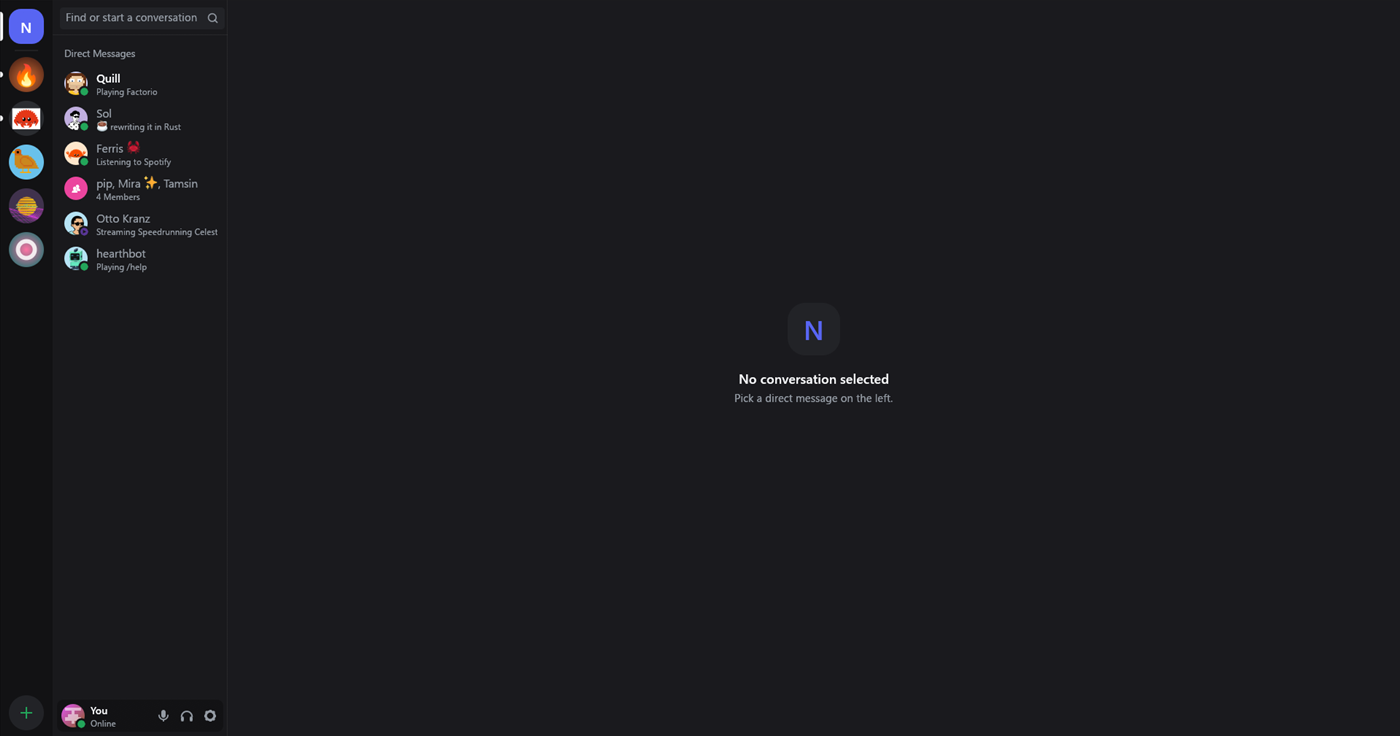 N
Find or start a conversation
Direct Messages
Quill
Playing Factorio
Sol
☕ rewriting it in Rust
Ferris 🦀
Listening to Spotify
pip, Mira ✨, Tamsin
4 Members
Otto Kranz
Streaming Speedrunning Celest
hearthbot
Playing /help
N
No conversation selected
Pick a direct message on the left.
You
Online